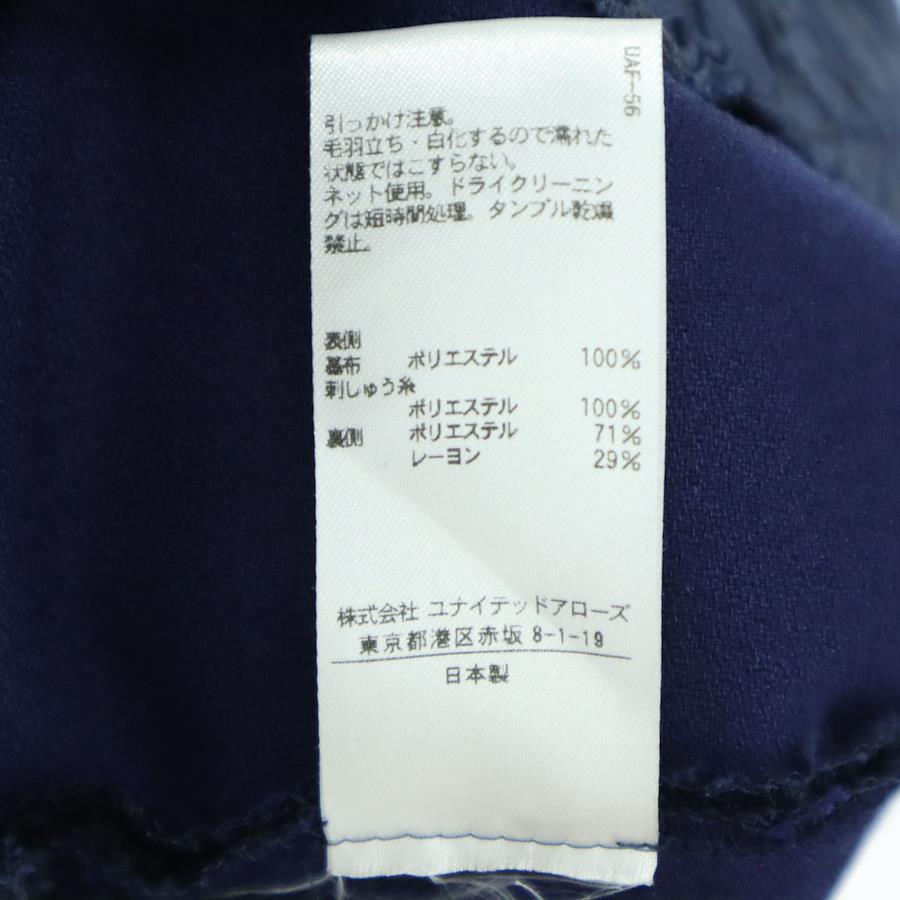 UAF-56
引っかけ注意。
毛羽立ち・白化するので濡れた
状態ではこすらない。
ネット使用。ドライクリーニン
グは短時間処理。タンブル乾燥
禁止。
表側
基布 ポリエステル 100%
刺しゅう糸
ポリエステル 100%
裏側 ポリエステル 71%
レーヨン 29%
株式会社 ユナイテッドアローズ
東京都港区赤坂 8-1-19
日本製